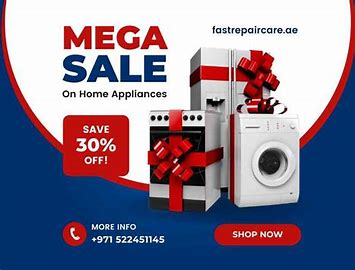 fastrepaircare.ae
MEGA
SALE
On Home Appliances
SAVE
30%
OFF!
MORE INFO
+971 522451145
SHOP NOW